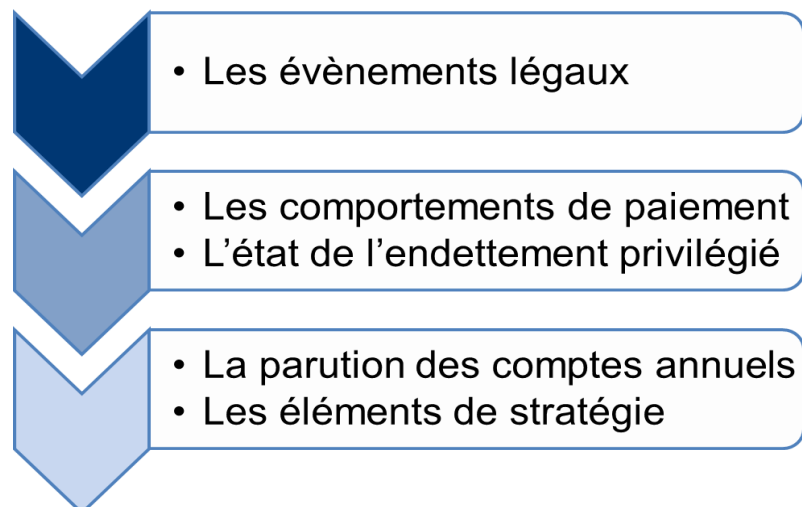 • Les évènements légaux
• Les comportements de paiement
• L’état de l’endettement privilégié
• La parution des comptes annuels
• Les éléments de stratégie